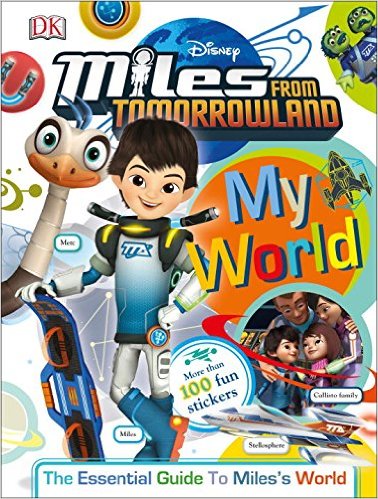 DK
Disney
Miles FROM
TOMORROWLAND
My
World
Merc
More than
100 fun
stickers
Callisto family
Miles
Stellosphere
The Essential Guide To Miles's World